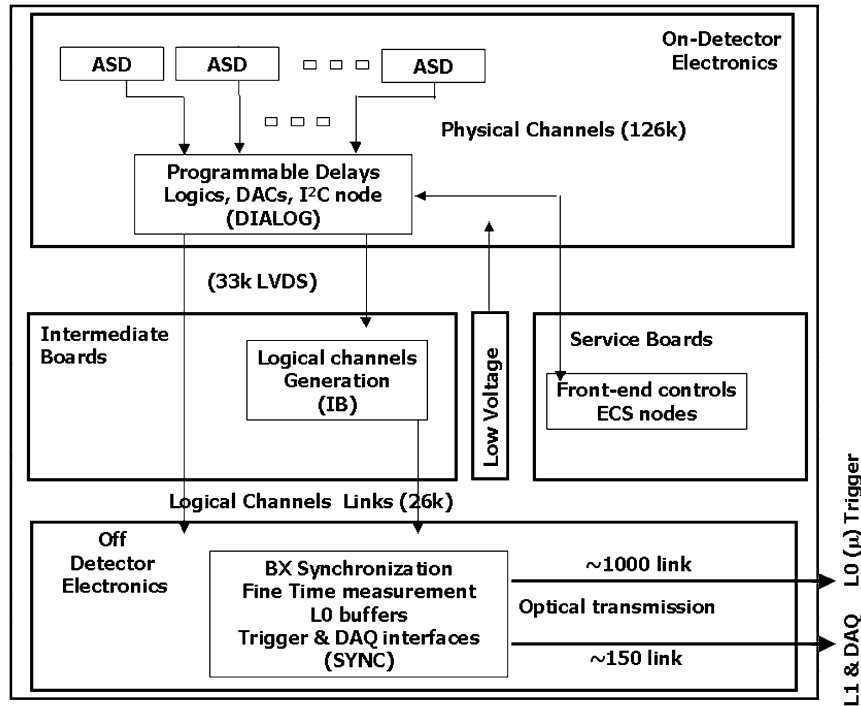 On-Detector
Electronics
ASD
ASD
ASD
Physical Channels (126k)
Programmable Delays
Logics, DACs, I²C node
(DIALOG)
(33k LVDS)
Intermediate
Boards
Logical channels
Generation
(IB)
Low Voltage
Service Boards
Front-end controls
ECS nodes
Logical Channels Links (26k)
Off
Detector
Electronics
BX Synchronization
Fine Time measurement
L0 buffers
Trigger & DAQ interfaces
(SYNC)
~1000 link
Optical transmission
~150 link
L0 (μ) Trigger
L1 & DAQ